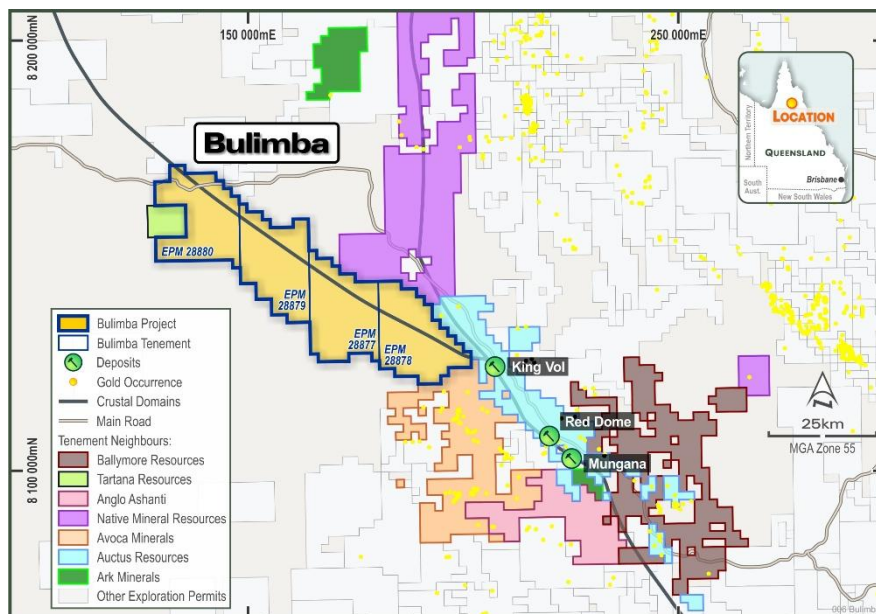 150 000mE
250 000mE
8 200 000mN
Bulimba
LOCATION
Northern Territory
QUEENSLAND
Brisbane
South
Aust.
New South Wales
EPM 28880
EPM
28879
EPM
28877
EPM
28878
Bulimba Project
Bulimba Tenement
Deposits
Gold Occurrence
Crustal Domains
Main Road
Tenement Neighbours:
Ballymore Resources
Tartana Resources
Anglo Ashanti
Native Mineral Resources
Avoca Minerals
Auctus Resources
Ark Minerals
Other Exploration Permits
King Vol
Red Dome
Mungana
25km
MGA Zone 55
8 100 000mN
006 Bulimb